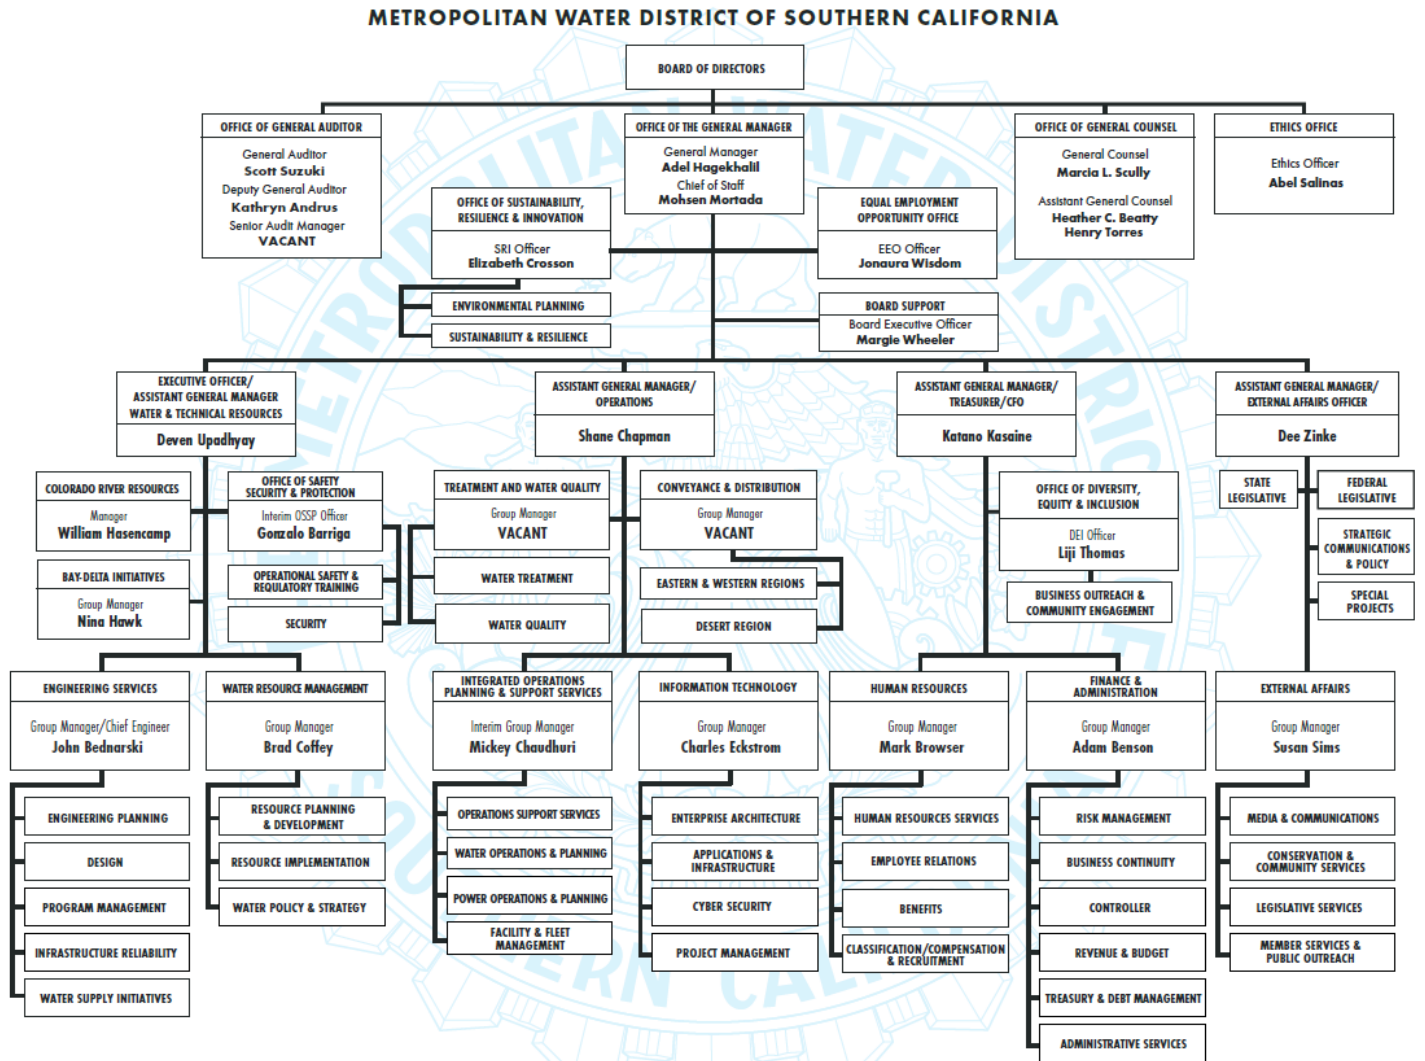 METROPOLITAN WATER DISTRICT OF SOUTHERN CALIFORNIA
BOARD OF DIRECTORS
OFFICE OF GENERAL AUDITOR
General Auditor
Scott Suzuki
Deputy General Auditor
Kathryn Andrus
Senior Audit Manager
VACANT
OFFICE OF THE GENERAL MANAGER
General Manager
Adel Hagekhalil
Chief of Staff
Mohsen Mortada
OFFICE OF GENERAL COUNSEL
General Counsel
Marcia L. Scully
Assistant General Counsel
Heather C. Beatty
Henry Torres
ETHICS OFFICE
Ethics Officer
Abel Salinas
OFFICE OF SUSTAINABILITY,
RESILIENCE & INNOVATION
SRI Officer
Elizabeth Crosson
ENVIRONMENTAL PLANNING
SUSTAINABILITY & RESILIENCE
EQUAL EMPLOYMENT
OPPORTUNITY OFFICE
EEO Officer
Jonaura Wisdom
BOARD SUPPORT
Board Executive Officer
Margie Wheeler
EXECUTIVE OFFICER/
ASSISTANT GENERAL MANAGER
WATER & TECHNICAL RESOURCES
Deven Upadhyay
ASSISTANT GENERAL MANAGER/
OPERATIONS
Shane Chapman
ASSISTANT GENERAL MANAGER/
TREASURER/CFO
Katano Kasaine
ASSISTANT GENERAL MANAGER/
EXTERNAL AFFAIRS OFFICER
Dee Zinke
COLORADO RIVER RESOURCES
Manager
William Hasencamp
OFFICE OF SAFETY
SECURITY & PROTECTION
Interim OSSP Officer
Gonzalo Barriga
BAY-DELTA INITIATIVES
Group Manager
Nina Hawk
OPERATIONAL SAFETY &
REQULATORY TRAINING
SECURITY
TREATMENT AND WATER QUALITY
Group Manager
VACANT
WATER TREATMENT
WATER QUALITY
CONVEYANCE & DISTRIBUTION
Group Manager
VACANT
EASTERN & WESTERN REGIONS
DESERT REGION
OFFICE OF DIVERSITY,
EQUITY & INCLUSION
DEI Officer
Liji Thomas
BUSINESS OUTREACH &
COMMUNITY ENGAGEMENT
STATE
LEGISLATIVE
FEDERAL
LEGISLATIVE
STRATEGIC
COMMUNICATIONS
& POLICY
SPECIAL
PROJECTS
ENGINEERING SERVICES
Group Manager/Chief Engineer
John Bednarski
ENGINEERING PLANNING
DESIGN
PROGRAM MANAGEMENT
INFRASTRUCTURE RELIABILITY
WATER SUPPLY INITIATIVES
WATER RESOURCE MANAGEMENT
Group Manager
Brad Coffey
RESOURCE PLANNING
& DEVELOPMENT
RESOURCE IMPLEMENTATION
WATER POLICY & STRATEGY
INTEGRATED OPERATIONS
PLANNING & SUPPORT SERVICES
Interim Group Manager
Mickey Chaudhuri
OPERATIONS SUPPORT SERVICES
WATER OPERATIONS & PLANNING
POWER OPERATIONS & PLANNING
FACILITY & FLEET
MANAGEMENT
INFORMATION TECHNOLOGY
Group Manager
Charles Eckstrom
ENTERPRISE ARCHITECTURE
APPLICATIONS &
INFRASTRUCTURE
CYBER SECURITY
PROJECT MANAGEMENT
HUMAN RESOURCES
Group Manager
Mark Browser
HUMAN RESOURCES SERVICES
EMPLOYEE RELATIONS
BENEFITS
CLASSIFICATION/COMPENSATION
& RECRUITMENT
FINANCE &
ADMINISTRATION
Group Manager
Adam Benson
RISK MANAGEMENT
BUSINESS CONTINUITY
CONTROLLER
REVENUE & BUDGET
TREASURY & DEBT MANAGEMENT
ADMINISTRATIVE SERVICES
EXTERNAL AFFAIRS
Group Manager
Susan Sims
MEDIA & COMMUNICATIONS
CONSERVATION &
COMMUNITY SERVICES
LEGISLATIVE SERVICES
MEMBER SERVICES &
PUBLIC OUTREACH
THE METROPOLITAN WATER DISTRICT OF
SOUTHERN CALIFORNIA